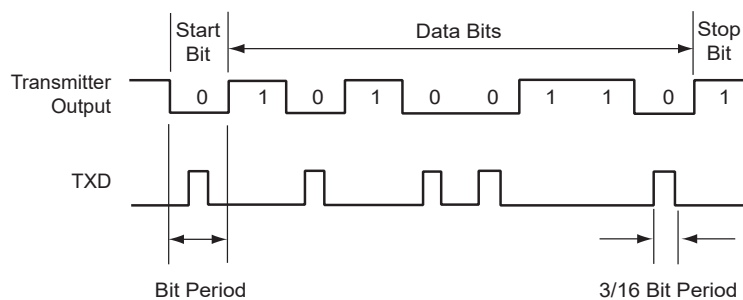 Start
Bit
Data Bits
Stop
Bit
Transmitter
Output
0 1 0 1 0 0 1 1 0 1
TXD
Bit Period
3/16 Bit Period